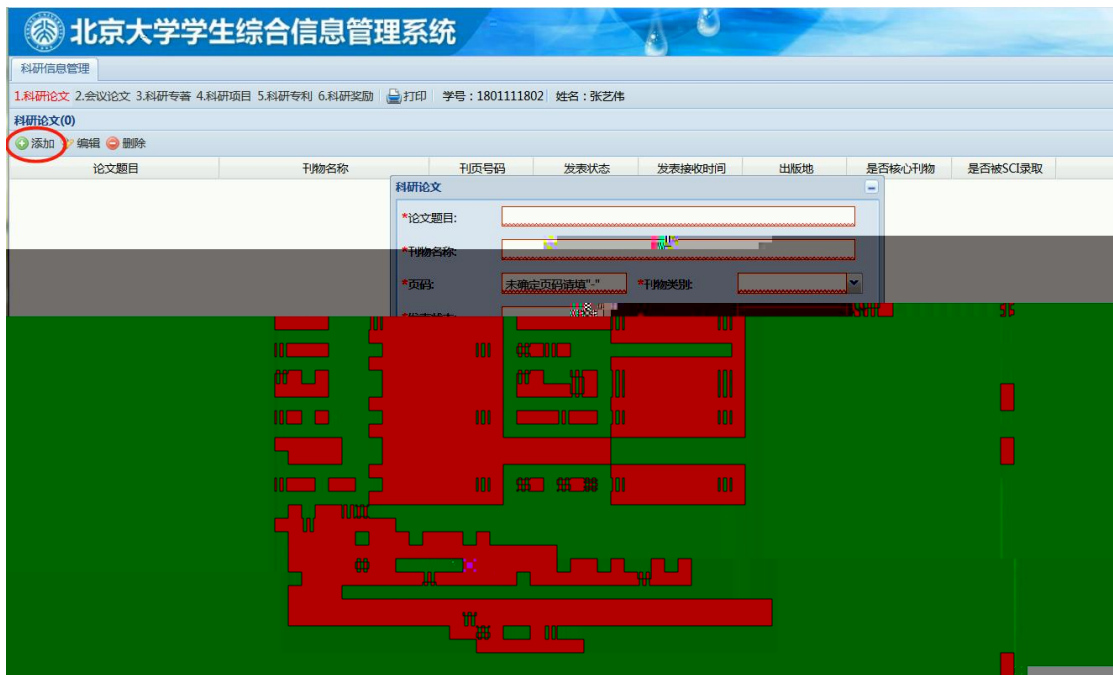 北京大学学生综合信息管理系统
科研信息管理
1.科研论文 2.会议论文 3.科研专著 4.科研项目 5.科研专利 6.科研奖励 打印 学号：1801111802 姓名：张艺伟
科研论文(0)
添加 编辑 删除
论文题目 刊物名称 刊页号码 发表状态 发表接收时间 出版地 是否核心刊物 是否被SCI录取
科研论文
*论文题目:
*刊物名称:
*页码: 未确定页码请填"-" *刊物类别: